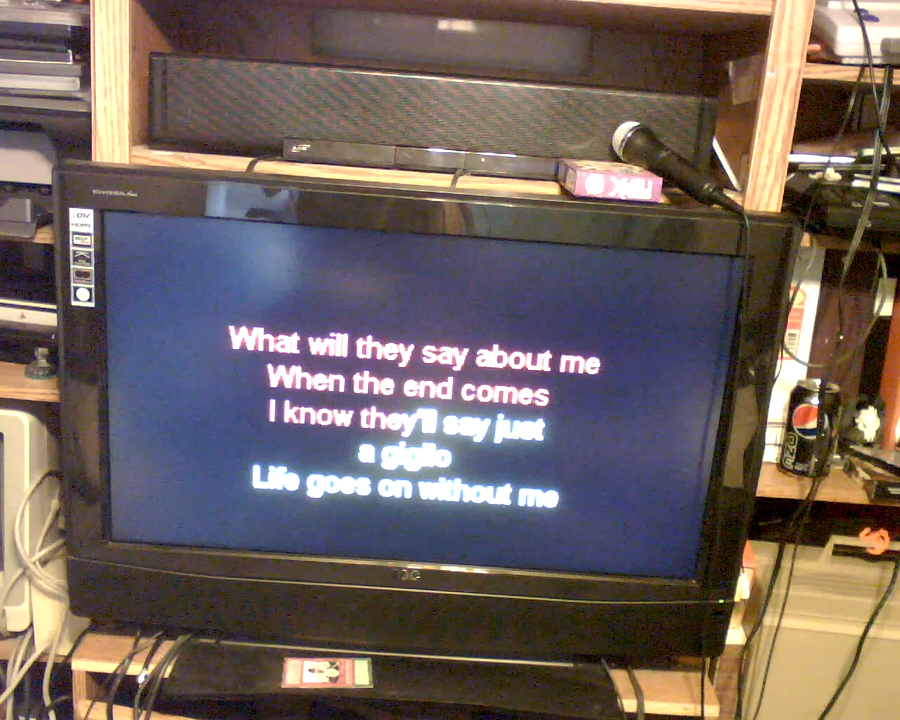 ENVISION
What will they say about me
When the end comes
I know they'll say just
a gigilo
Life goes on without me